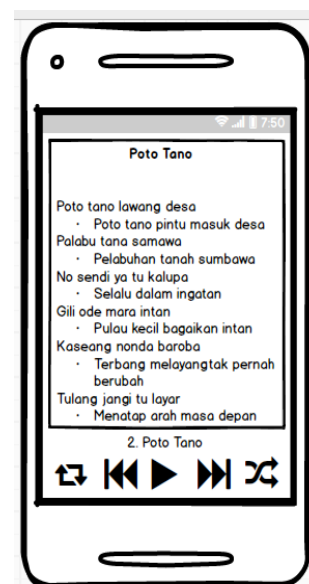 7:50
Poto Tano
Poto tano lawang desa
· Poto tano pintu masuk desa
Palabu tana samawa
· Pelabuhan tanah sumbawa
No sendi ya tu kalupa
· Selalu dalam ingatan
Gili ode mara intan
· Pulau kecil bagaikan intan
Kaseang nonda baroba
· Terbang melayangtak pernah
berubah
Tulang jangi tu layar
· Menatap arah masa depan
2. Poto Tano